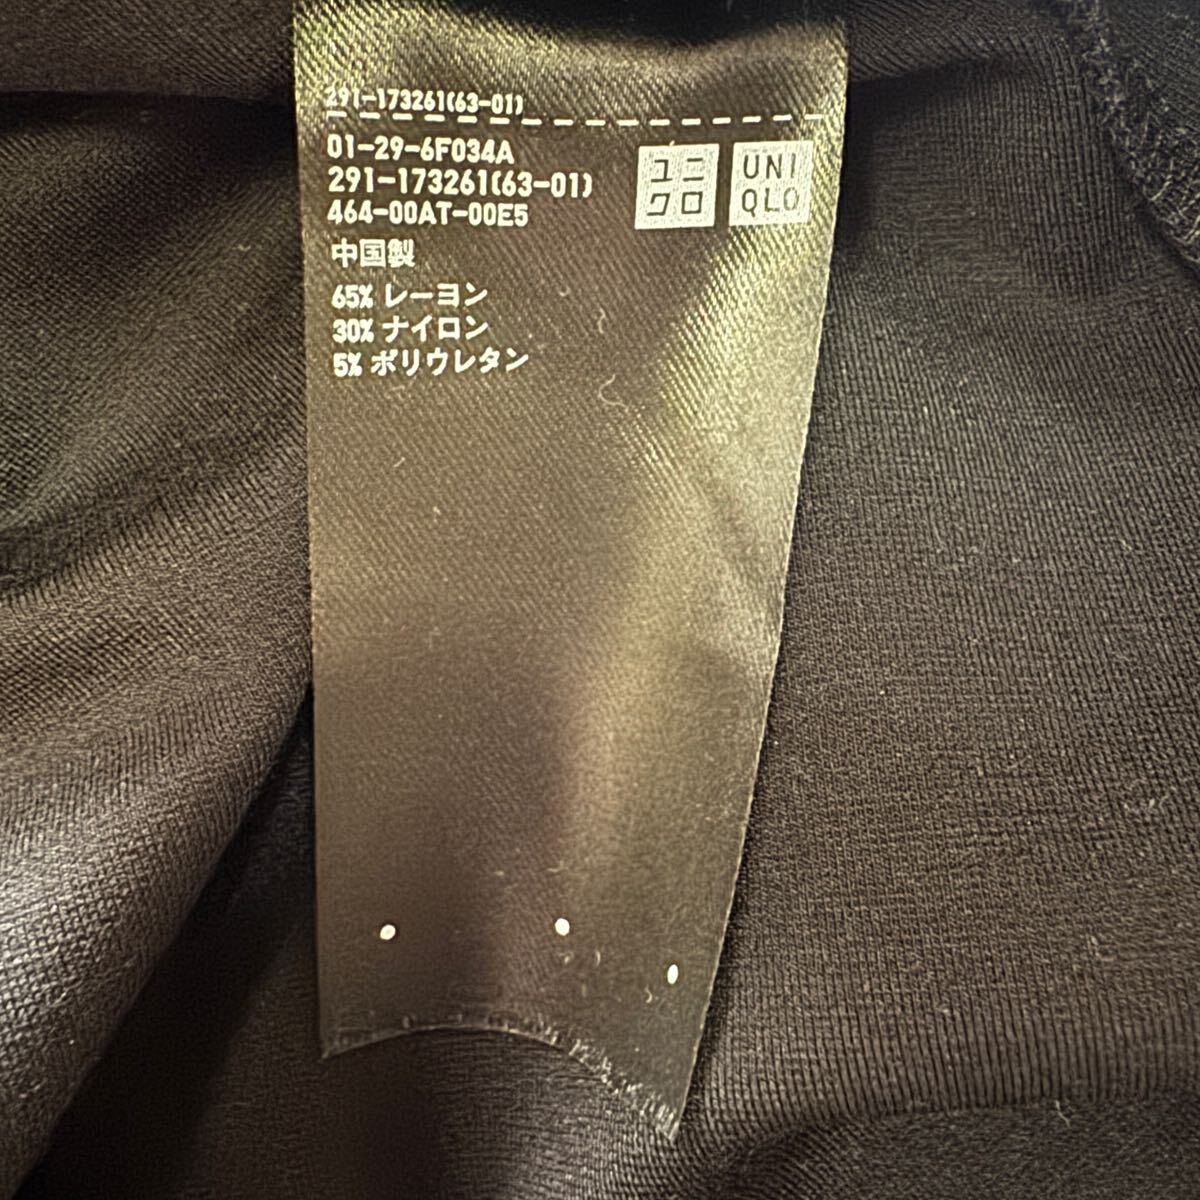 291-173261(63-01)
01-29-6F034A
291-173261(63-01)
464-00AT-00E5
中国製
65% レーヨン
30% ナイロン
5% ポリウレタン
ユニ
クロ
UNI
QLO